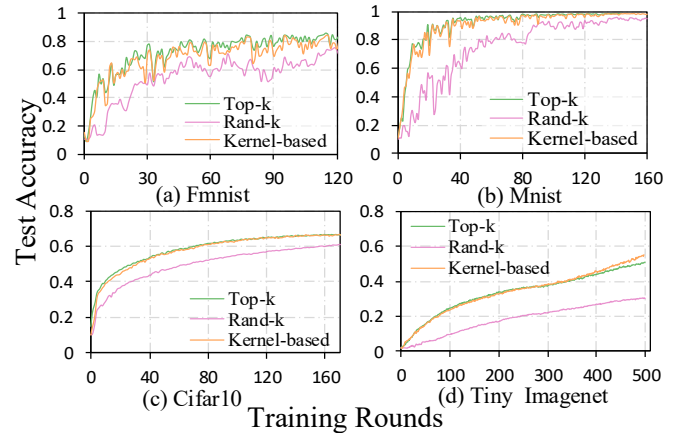 Test Accuracy
1
0.8
0.6
0.4
0.2
0
Top-k
Rand-k
Kernel-based
0 30 60 90 120
(a) Fmnist
1
0.8
0.6
0.4
0.2
0
Top-k
Rand-k
Kernel-based
0 40 80 120 160
(b) Mnist
0.8
0.6
0.4
0.2
0
Top-k
Rand-k
Kernel-based
0 40 80 120 160
(c) Cifar10
0.8
0.6
0.4
0.2
0
Top-k
Rand-k
Kernel-based
0 100 200 300 400 500
(d) Tiny Imagenet
Training Rounds